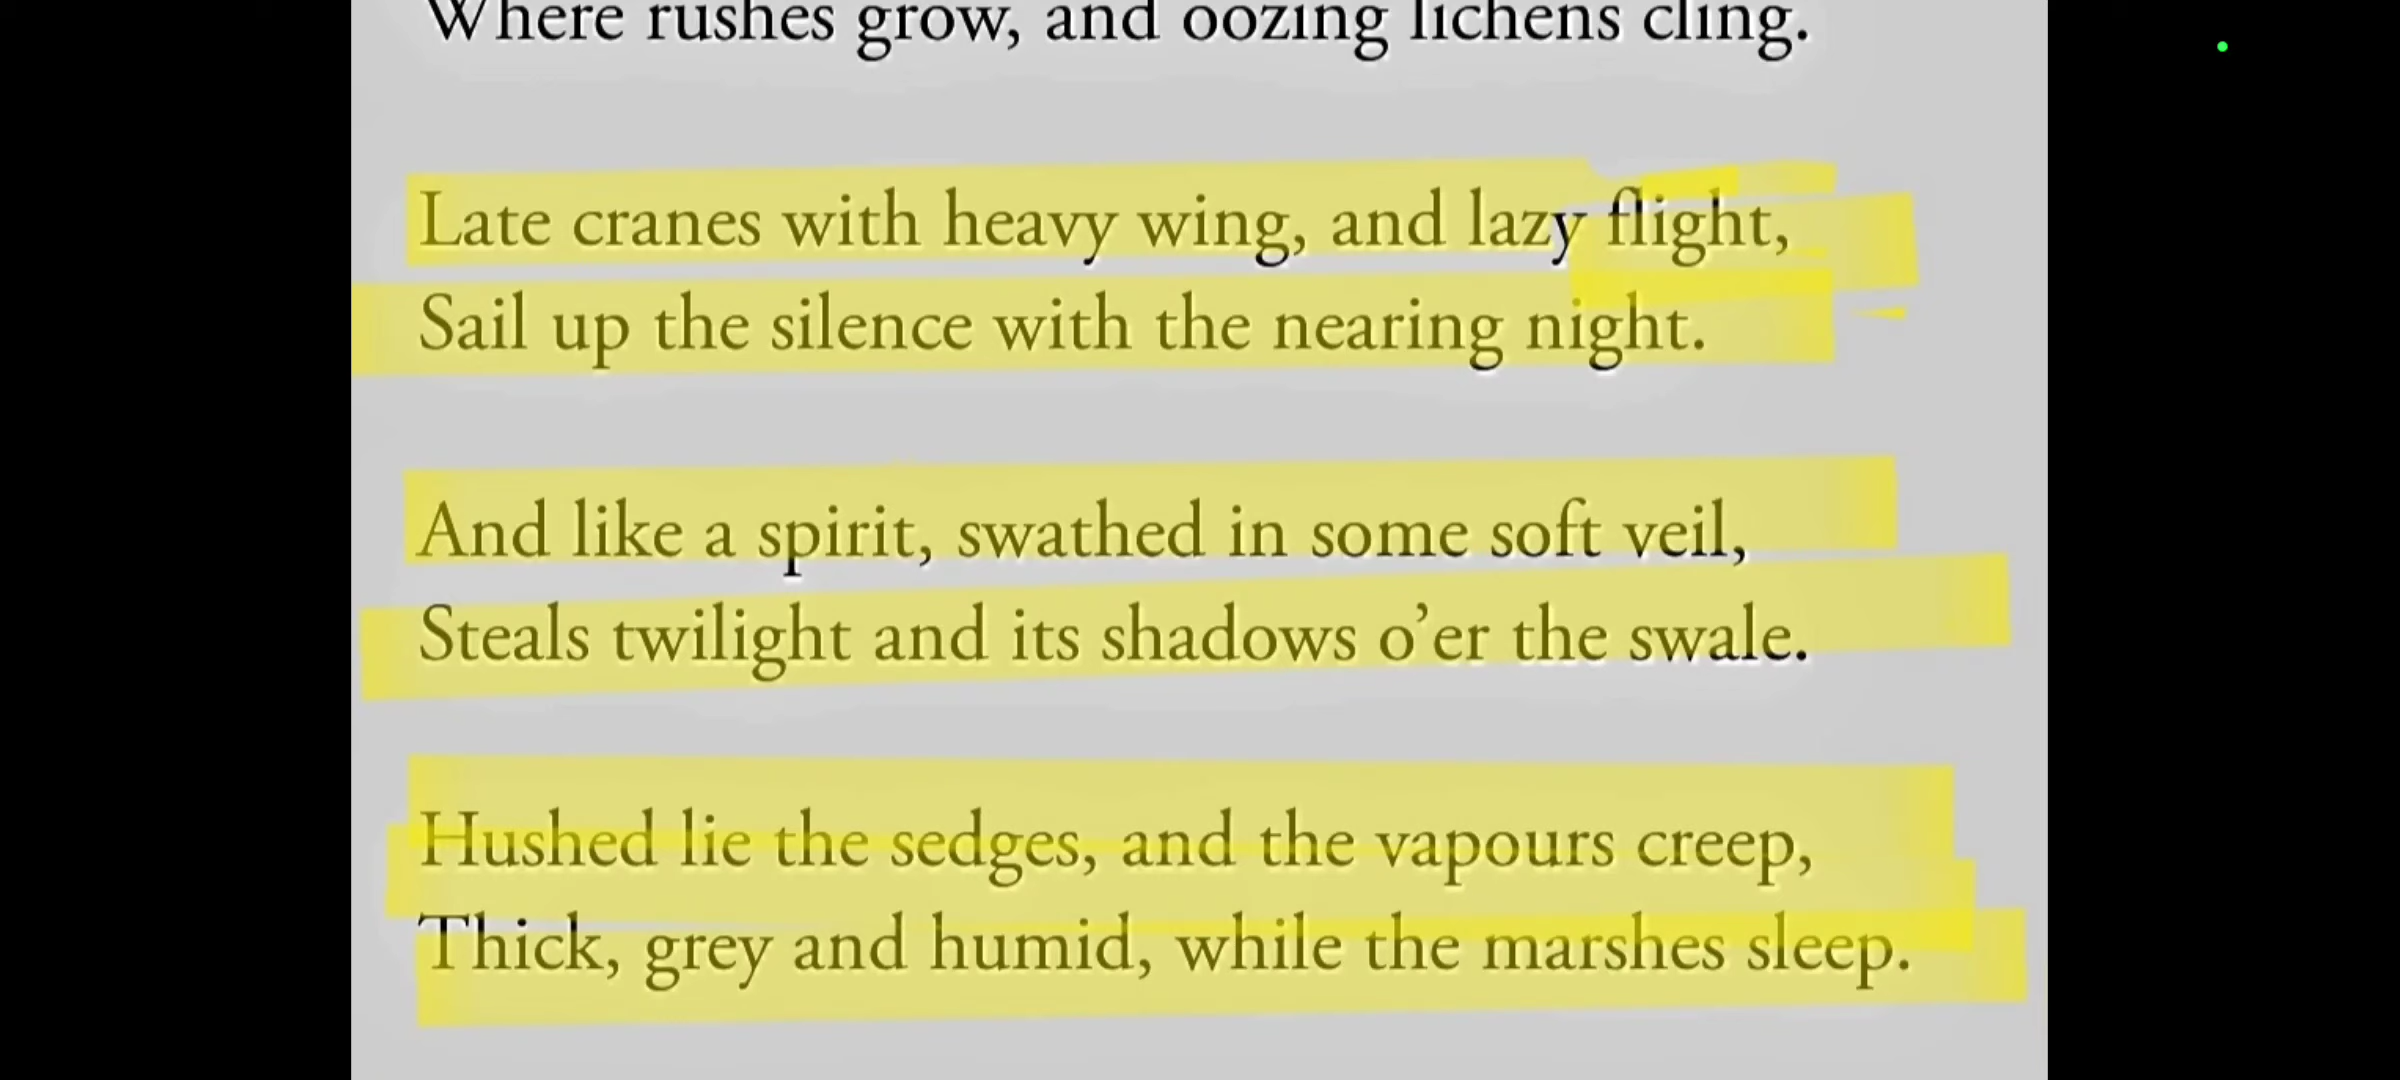 Where rushes grow, and oozing lichens cling.
Late cranes with heavy wing, and lazy flight,
Sail up the silence with the nearing night.
And like a spirit, swathed in some soft veil,
Steals twilight and its shadows o’er the swale.
Hushed lie the sedges, and the vapours creep,
Thick, grey and humid, while the marshes sleep.